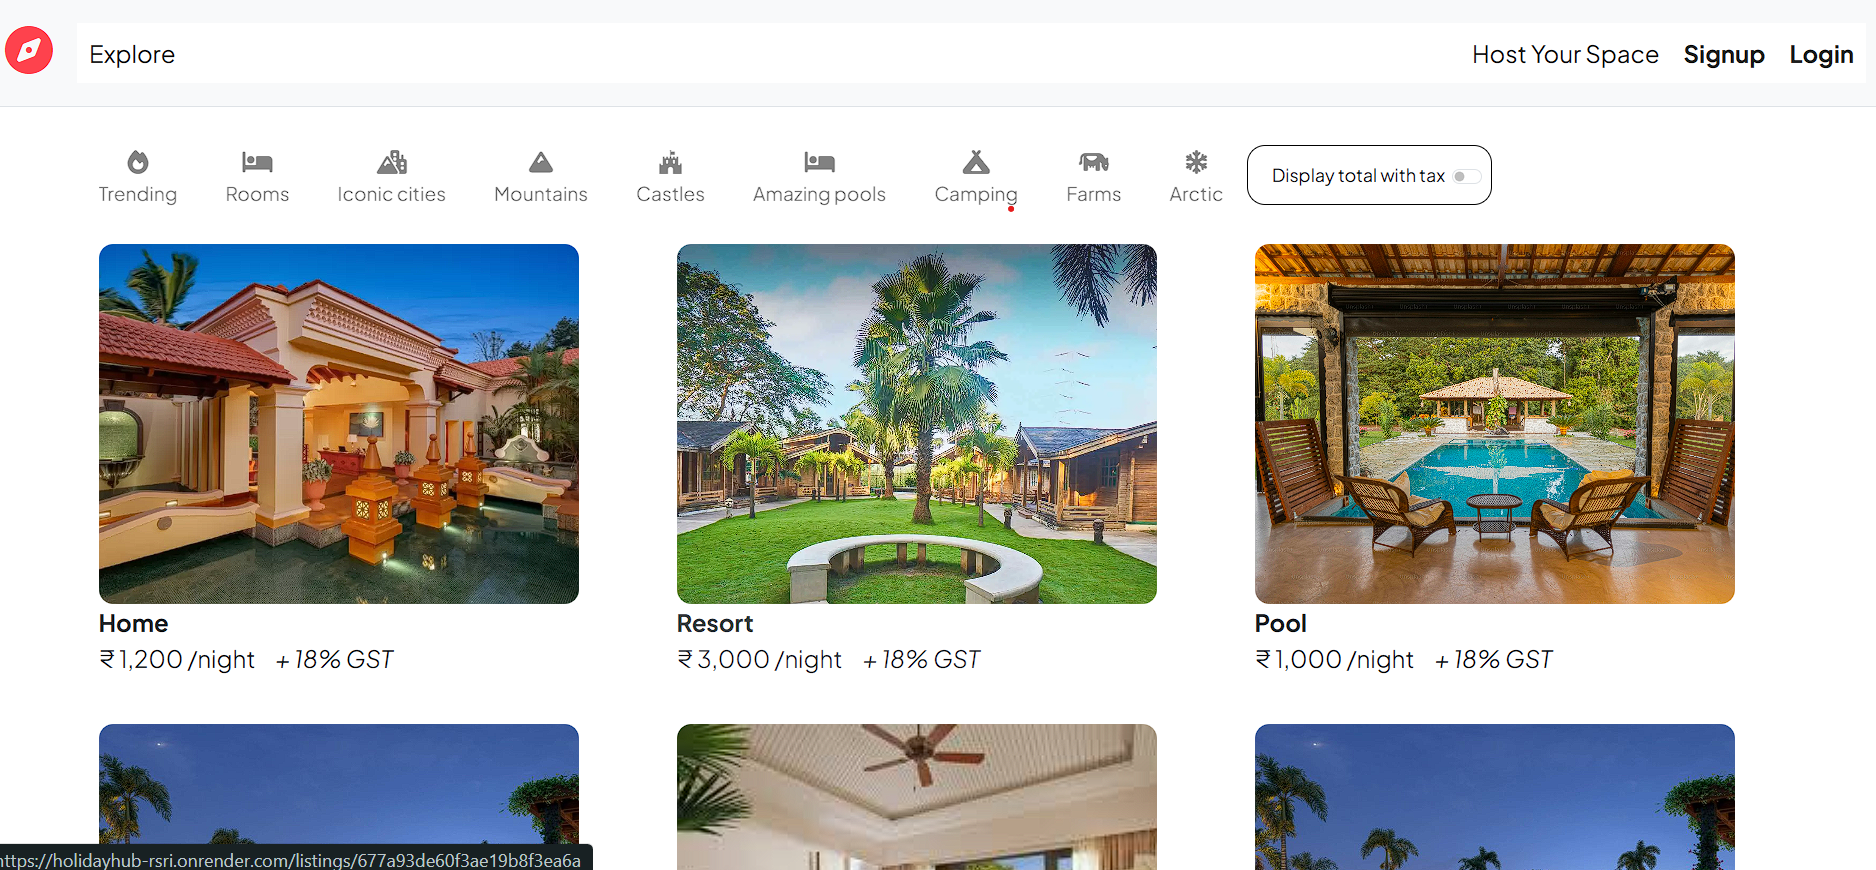 Explore
Host Your Space Signup Login
Trending Rooms Iconic cities Mountains Castles Amazing pools Camping Farms Arctic
Display total with tax
Home
₹ 1,200 /night + 18% GST
Resort
₹ 3,000 /night + 18% GST
Pool
₹ 1,000 /night + 18% GST
https://holidayhub-rsri.onrender.com/listings/677a93de60f3ae19b8f3ea6a